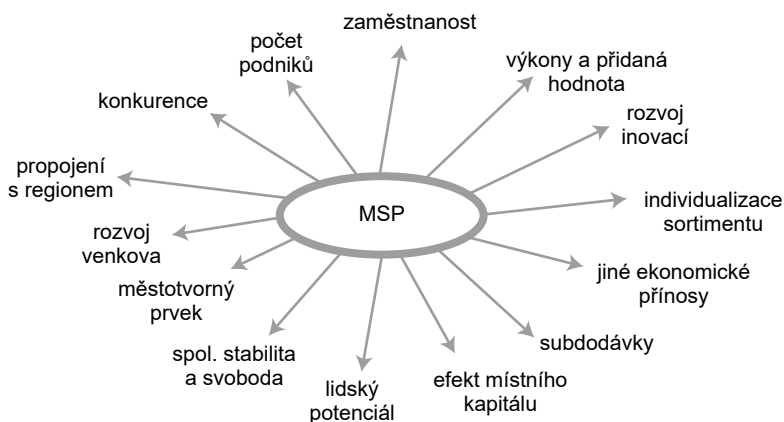 zaměstnanost
počet
podniků
výkony a přidaná
hodnota
konkurence
rozvoj
inovací
propojení
s regionem
MSP
individualizace
sortimentu
rozvoj
venkova
jiné ekonomické
přínosy
městotvorný
prvek
subdodávky
spol. stabilita
a svoboda
lidský
potenciál
efekt místního
kapitálu